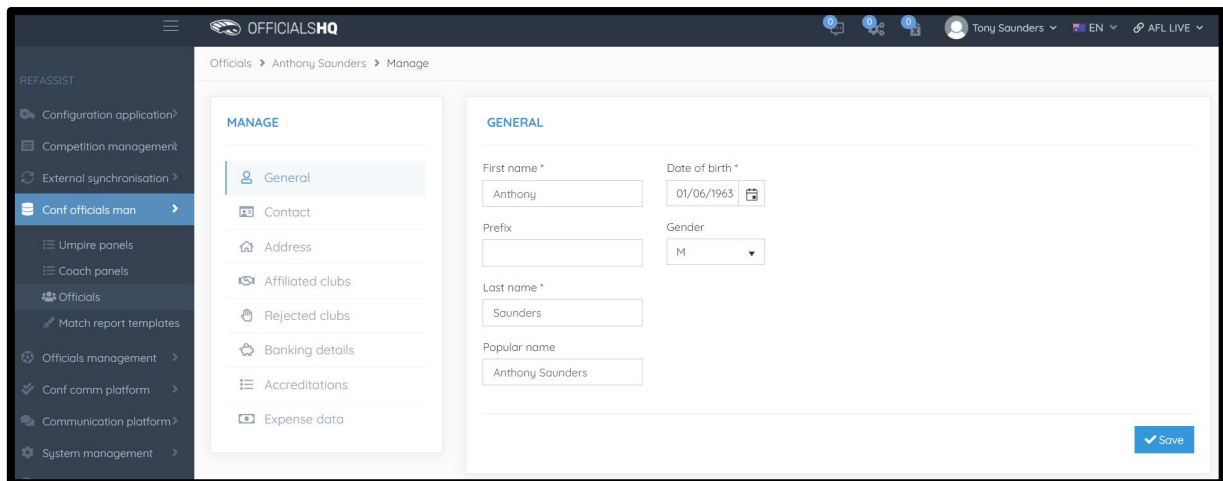 OFFICIALSHQ
0
0
0
Tony Saunders
EN
AFL LIVE
REFASSIST
Configuration application
Competition management
External synchronisation
Conf officials man
Umpire panels
Coach panels
Officials
Match report templates
Officials management
Conf comm platform
Communication platform
System management
Officials > Anthony Saunders > Manage
MANAGE
General
Contact
Address
Affiliated clubs
Rejected clubs
Banking details
Accreditations
Expense data
GENERAL
First name * Date of birth *
Anthony 01/06/1963
Prefix Gender
M
Last name *
Saunders
Popular name
Anthony Saunders
Save